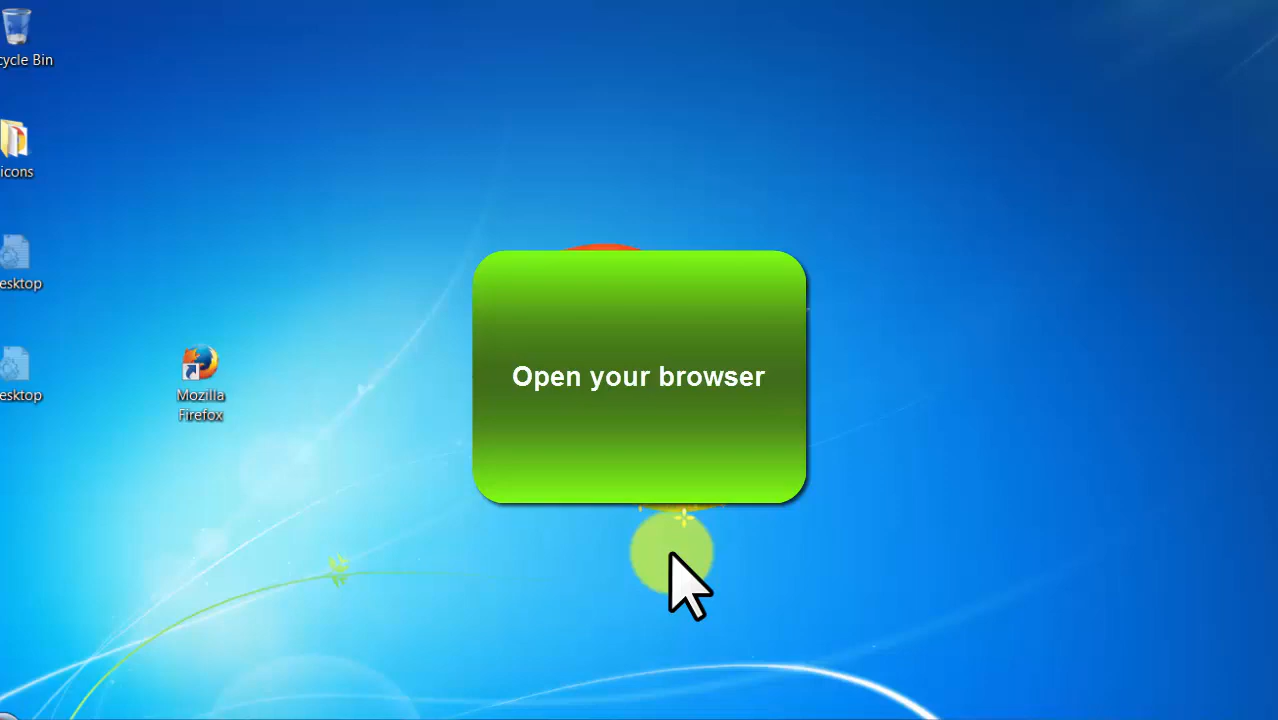 cycle Bin
icons
esktop
esktop
Mozilla
Firefox
Open your browser